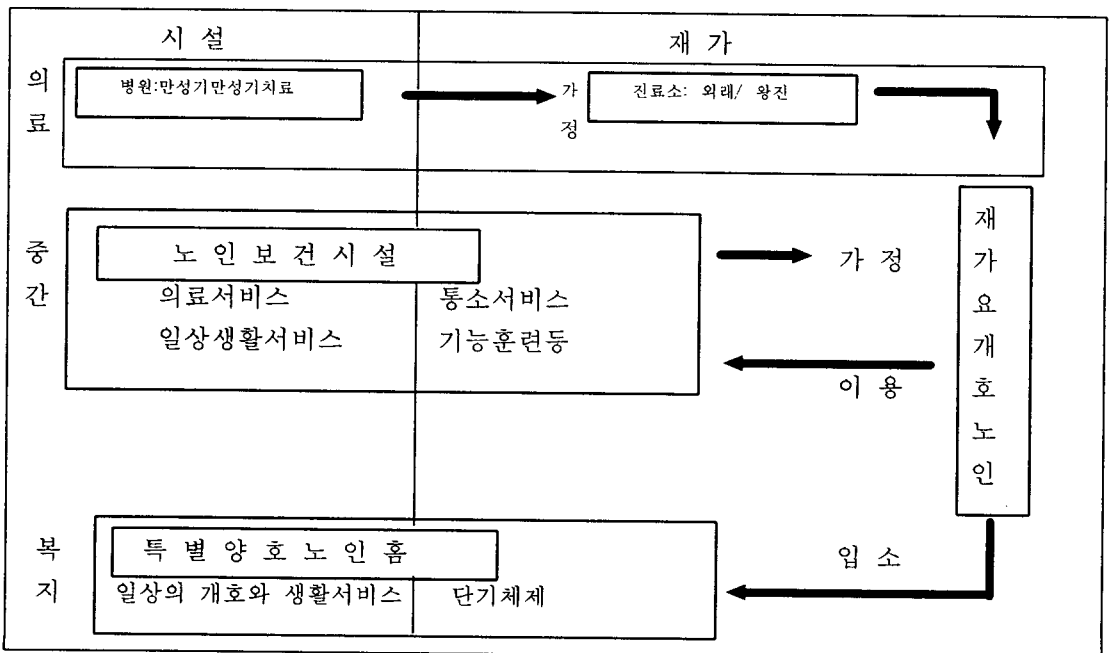 시설 재가
의료
병원:만성기만성기치료
가정
진료소: 외래/ 왕진
중간
노인보건시설
의료서비스 통소서비스
일상생활서비스 기능훈련등
가정
이용
재가요개호노인
복지
특별양호노인홈
일상의 개호와 생활서비스 단기체제
입소